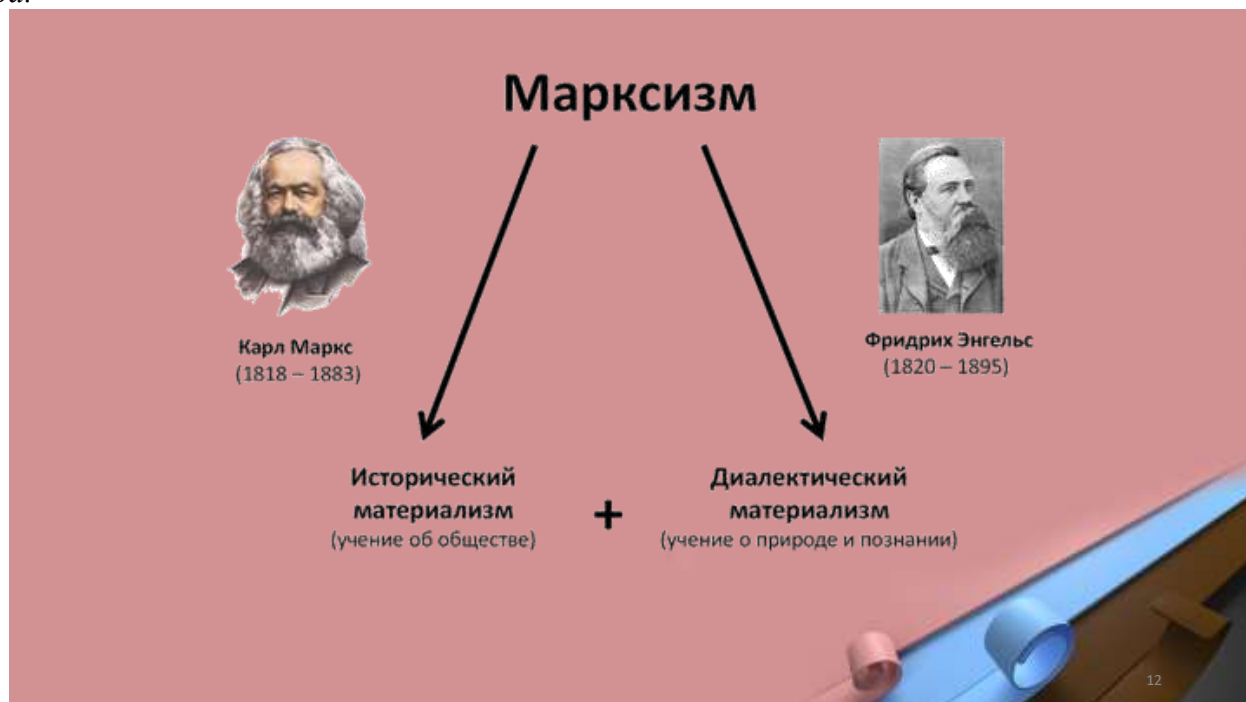 Марксизм
Карл Маркс
(1818 – 1883)
Фридрих Энгельс
(1820 – 1895)
Исторический
материализм
(учение об обществе)
+
Диалектический
материализм
(учение о природе и познании)
12